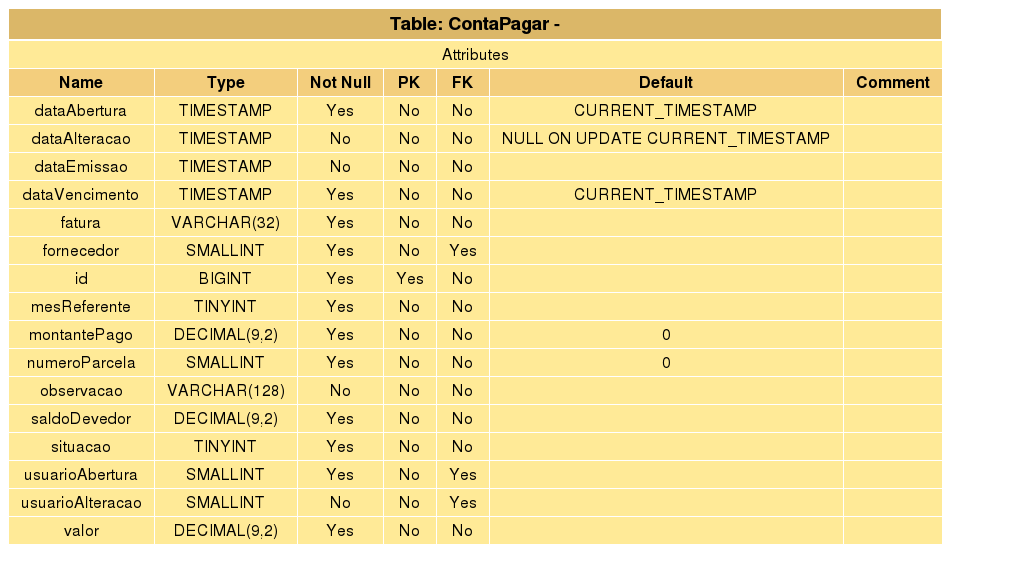 Table: ContaPagar -
Attributes
Name Type Not Null PK FK Default Comment
dataAbertura TIMESTAMP Yes No No CURRENT_TIMESTAMP
dataAlteracao TIMESTAMP No No No NULL ON UPDATE CURRENT_TIMESTAMP
dataEmissao TIMESTAMP No No No
dataVencimento TIMESTAMP Yes No No CURRENT_TIMESTAMP
fatura VARCHAR(32) Yes No No
fornecedor SMALLINT Yes No Yes
id BIGINT Yes Yes No
mesReferente TINYINT Yes No No
montantePago DECIMAL(9,2) Yes No No 0
numeroParcela SMALLINT Yes No No 0
observacao VARCHAR(128) No No No
saldoDevedor DECIMAL(9,2) Yes No No
situacao TINYINT Yes No No
usuarioAbertura SMALLINT Yes No Yes
usuarioAlteracao SMALLINT No No Yes
valor DECIMAL(9,2) Yes No No